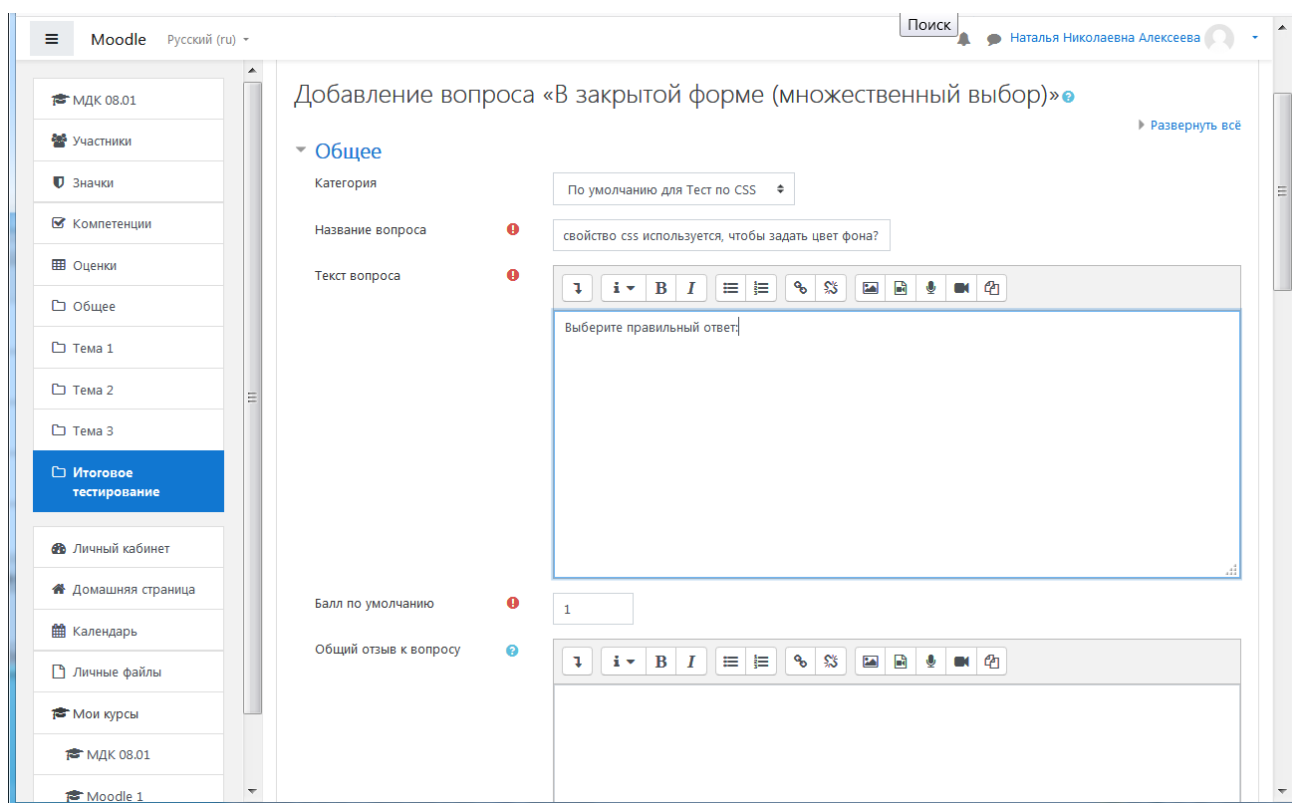 Поиск
Moodle Русский (ru)
Наталья Николаевна Алексеева
МДК 08.01
Участники
Значки
Компетенции
Оценки
Общее
Тема 1
Тема 2
Тема 3
Итоговое
тестирование
Личный кабинет
Домашняя страница
Календарь
Личные файлы
Мои курсы
МДК 08.01
Moodle 1
Добавление вопроса «В закрытой форме (множественный выбор)»
Развернуть всё
Общее
Категория
По умолчанию для Тест по CSS
Название вопроса
свойство css используется, чтобы задать цвет фона?
Текст вопроса
Выберите правильный ответ:
Балл по умолчанию
1
Общий отзыв к вопросу